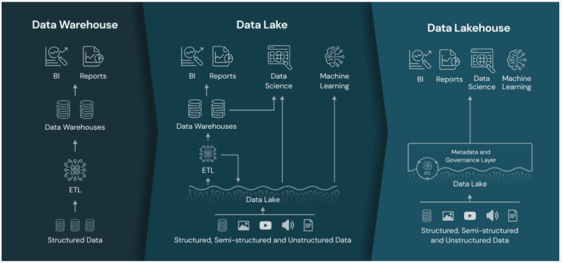 Data Warehouse
BI
Reports
Data Warehouses
ETL
Structured Data
Data Lake
BI
Reports
Data
Science
Machine
Learning
Data Warehouses
ETL
Data Lake
Structured, Semi-structured and Unstructured Data
Data Lakehouse
BI
Reports
Data
Science
Machine
Learning
Metadata and
Governance Layer
ETL
Data Lake
Structured, Semi-structured
and Unstructured Data